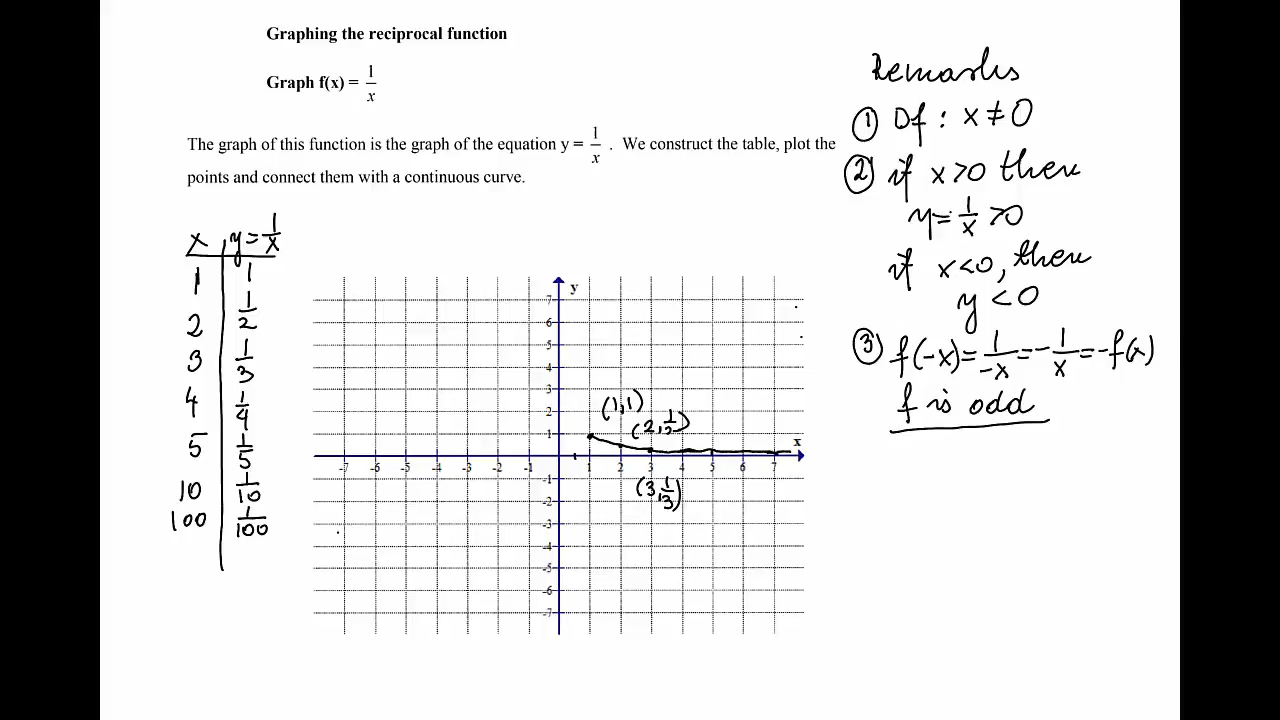 Graphing the reciprocal function
Graph f(x) = 1/x
The graph of this function is the graph of the equation y = 1/x . We construct the table, plot the
points and connect them with a continuous curve.
x y = 1/x
1 1
2 1/2
3 1/3
4 1/4
5 1/5
10 1/10
100 1/100
y
7
6
5
4
3
2
1
-1
-2
-3
-4
-5
-6
-7
x
-7 -6 -5 -4 -3 -2 -1 1 2 3 4 5 6 7
(1,1)
(2,1/2)
(3,1/3)
Remarks
① Df : x ≠ 0
② if x > 0 then
y = 1/x > 0
if x < 0, then
y < 0
③ f(-x) = 1/-x = -1/x = -f(x)
f is odd